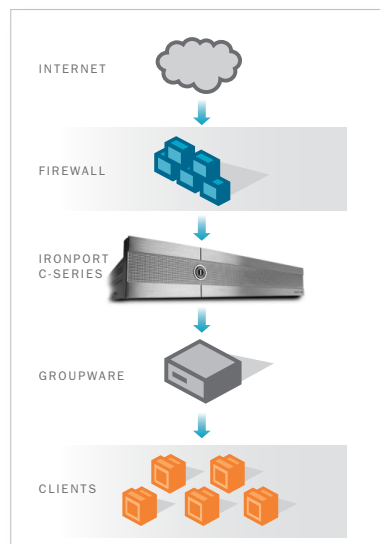 INTERNET
FIREWALL
IRONPORT
C-SERIES
GROUPWARE
CLIENTS